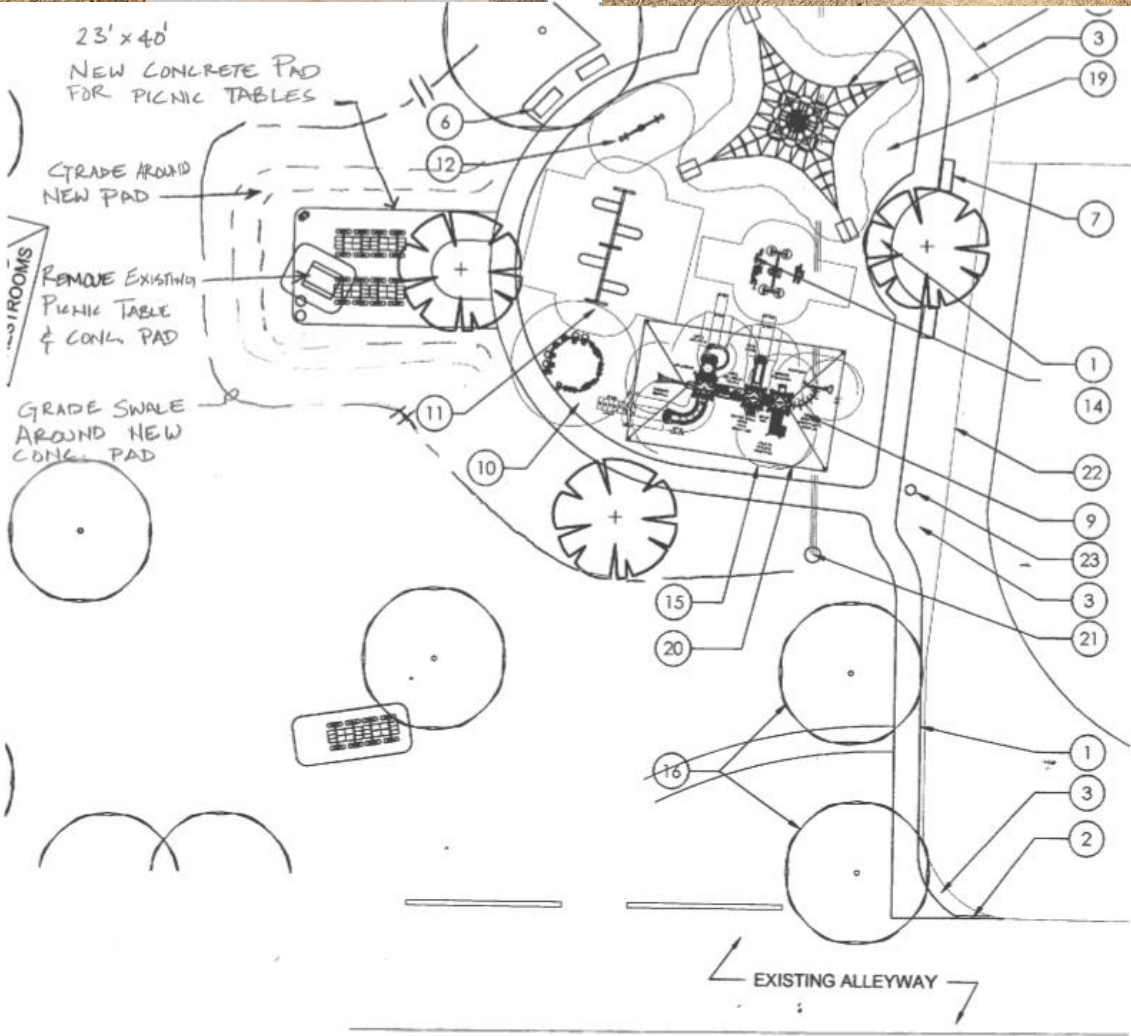 23' x 40'
NEW CONCRETE PAD
FOR PICNIC TABLES
GRADE AROUND
NEW PAD
REMOVE EXISTING
PICNIC TABLE
& CONC. PAD
GRADE SWALE
AROUND NEW
CONC. PAD
6
12
11
10
3
19
7
1
14
22
9
23
3
21
15
20
16
1
3
2
EXISTING ALLEYWAY